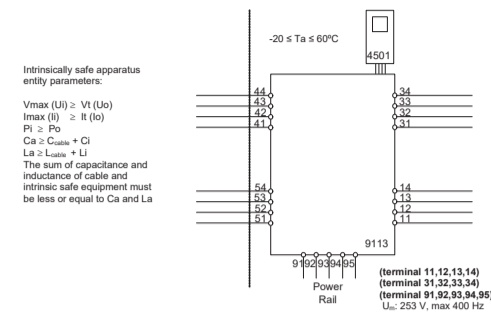 -20 ≤ Ta ≤ 60ºC
4501
Intrinsically safe apparatus
entity parameters:
Vmax (Ui) ≥ Vt (Uo)
Imax (Ii) ≥ It (Io)
Pi ≥ Po
Ca ≥ Ccable + Ci
La ≥ Lcable + Li
The sum of capacitance and
inductance of cable and
intrinsic safe equipment must
be less or equal to Ca and La
44
43
42
41
54
53
52
51
34
33
32
31
14
13
12
11
9113
91 92 93 94 95
Power
Rail
(terminal 11,12,13,14)
(terminal 31,32,33,34)
(terminal 91,92,93,94,95)
Um: 253 V, max 400 Hz